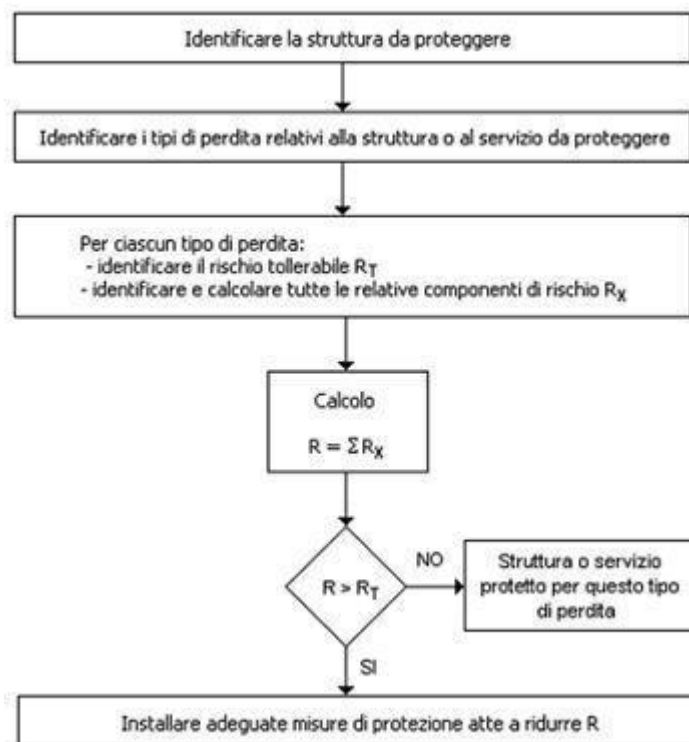 Identificare la struttura da proteggere
Identificare i tipi di perdita relativi alla struttura o al servizio da proteggere
Per ciascun tipo di perdita:
- identificare il rischio tollerabile RT
- identificare e calcolare tutte le relative componenti di rischio RX
Calcolo
R = ΣRX
R > RT
NO
Struttura o servizio
protetto per questo tipo
di perdita
SI
Installare adeguate misure di protezione atte a ridurre R